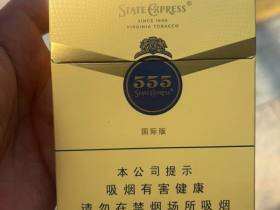 STATE EXPRESS
SINCE 1896
VIRGINIA TOBACCO
555
STATE EXPRESS
国际版
本公司提示
吸烟有害健康
请勿在禁烟场所吸烟